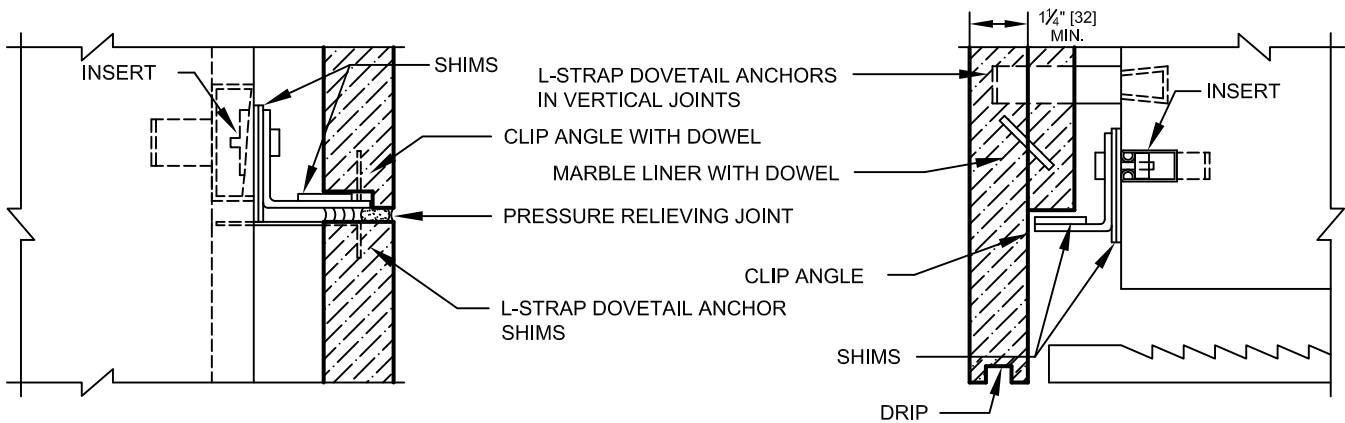 INSERT
SHIMS
CLIP ANGLE WITH DOWEL
PRESSURE RELIEVING JOINT
L-STRAP DOVETAIL ANCHOR
SHIMS
1¼" [32]
MIN.
L-STRAP DOVETAIL ANCHORS
IN VERTICAL JOINTS
INSERT
MARBLE LINER WITH DOWEL
CLIP ANGLE
SHIMS
DRIP